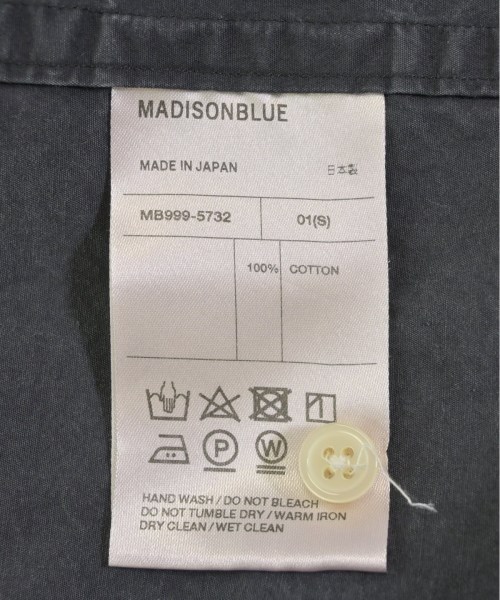 MADISONBLUE
MADE IN JAPAN 日本製
MB999-5732 01(S)
100% COTTON
P W
HAND WASH / DO NOT BLEACH
DO NOT TUMBLE DRY / WARM IRON
DRY CLEAN / WET CLEAN